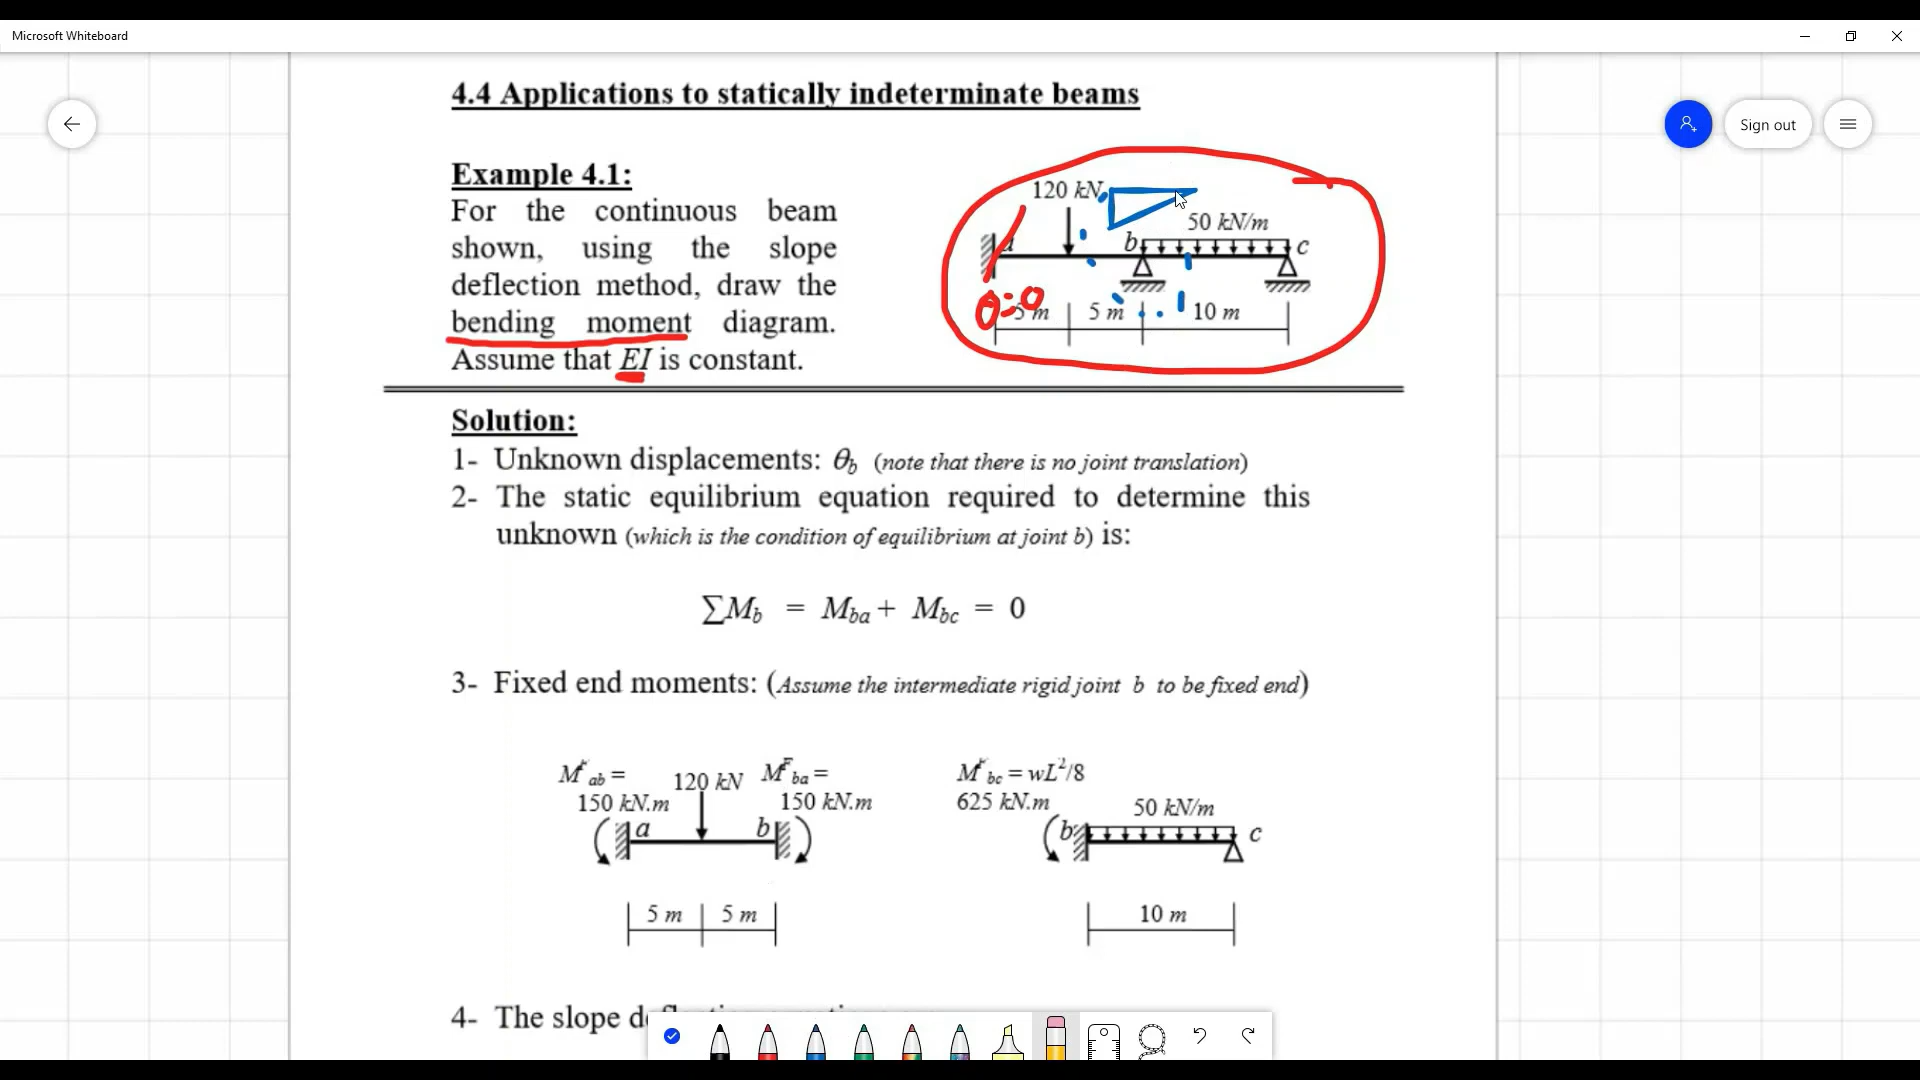 Microsoft Whiteboard
Sign out
4.4 Applications to statically indeterminate beams
Example 4.1:
For the continuous beam
shown, using the slope
deflection method, draw the
bending moment diagram.
Assume that EI is constant.
120 kN
50 kN/m
a b c
θ=0
5 m 5 m 10 m
Solution:
1- Unknown displacements: θb (note that there is no joint translation)
2- The static equilibrium equation required to determine this
unknown (which is the condition of equilibrium at joint b) is:
∑Mb = Mba + Mbc = 0
3- Fixed end moments: (Assume the intermediate rigid joint b to be fixed end)
M^F ab = 120 kN M^F ba = M^F bc = wL²/8
150 kN.m 150 kN.m 625 kN.m 50 kN/m
a b b c
5 m 5 m 10 m
4- The slope